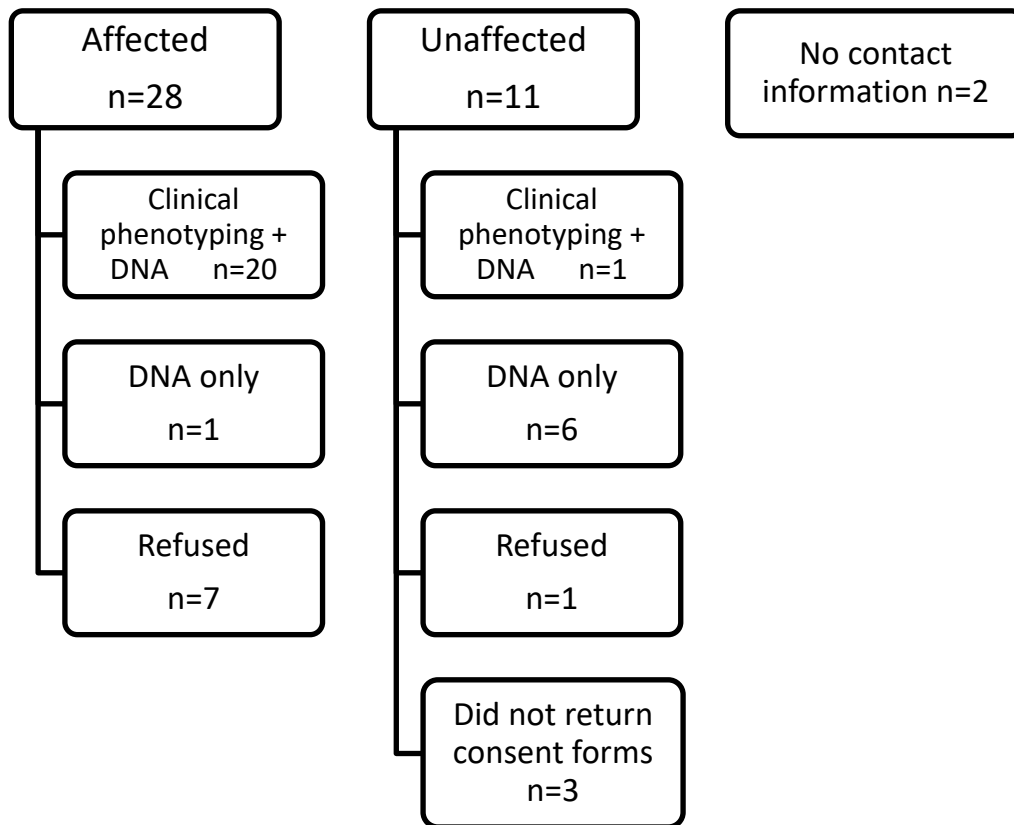 Affected
n=28
Clinical
phenotyping +
DNA n=20
DNA only
n=1
Refused
n=7
Unaffected
n=11
Clinical
phenotyping +
DNA n=1
DNA only
n=6
Refused
n=1
Did not return
consent forms
n=3
No contact
information n=2